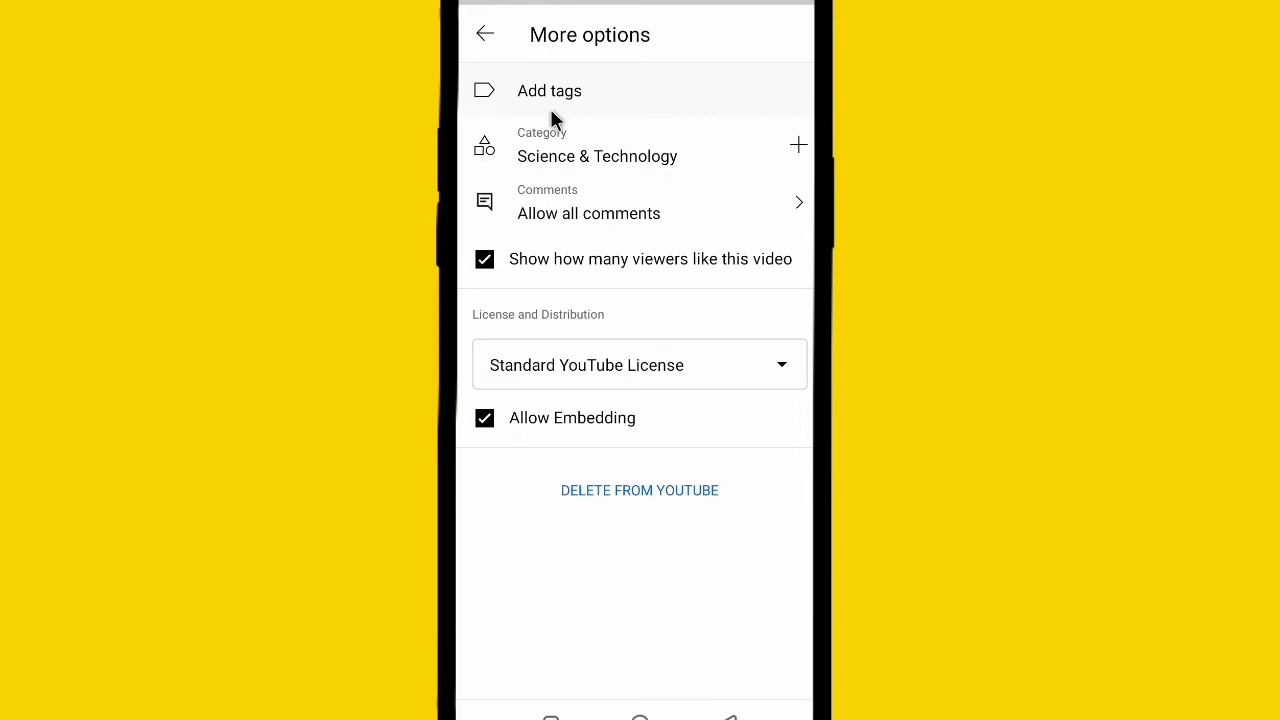 More options
Add tags
Category
Science & Technology
Comments
Allow all comments
Show how many viewers like this video
License and Distribution
Standard YouTube License
Allow Embedding
DELETE FROM YOUTUBE